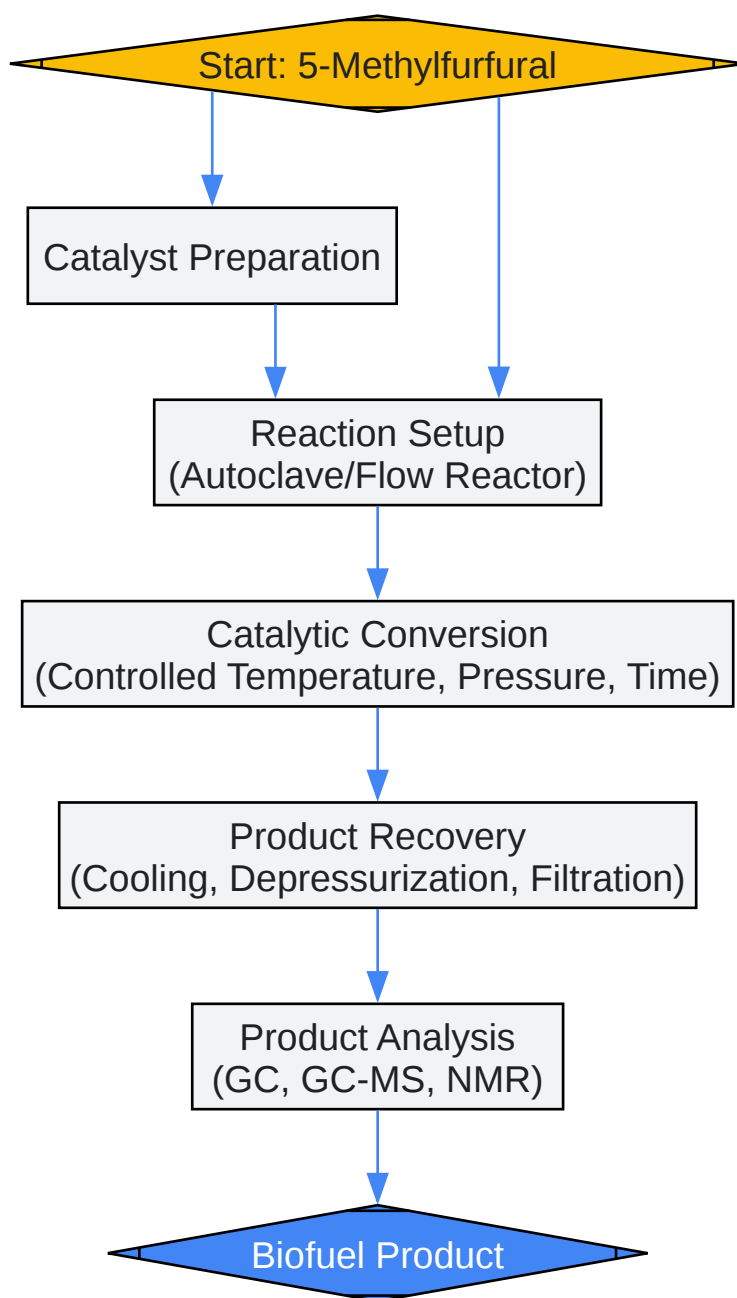 Start: 5-Methylfurfural
Catalyst Preparation
Reaction Setup
(Autoclave/Flow Reactor)
Catalytic Conversion
(Controlled Temperature, Pressure, Time)
Product Recovery
(Cooling, Depressurization, Filtration)
Product Analysis
(GC, GC-MS, NMR)
Biofuel Product